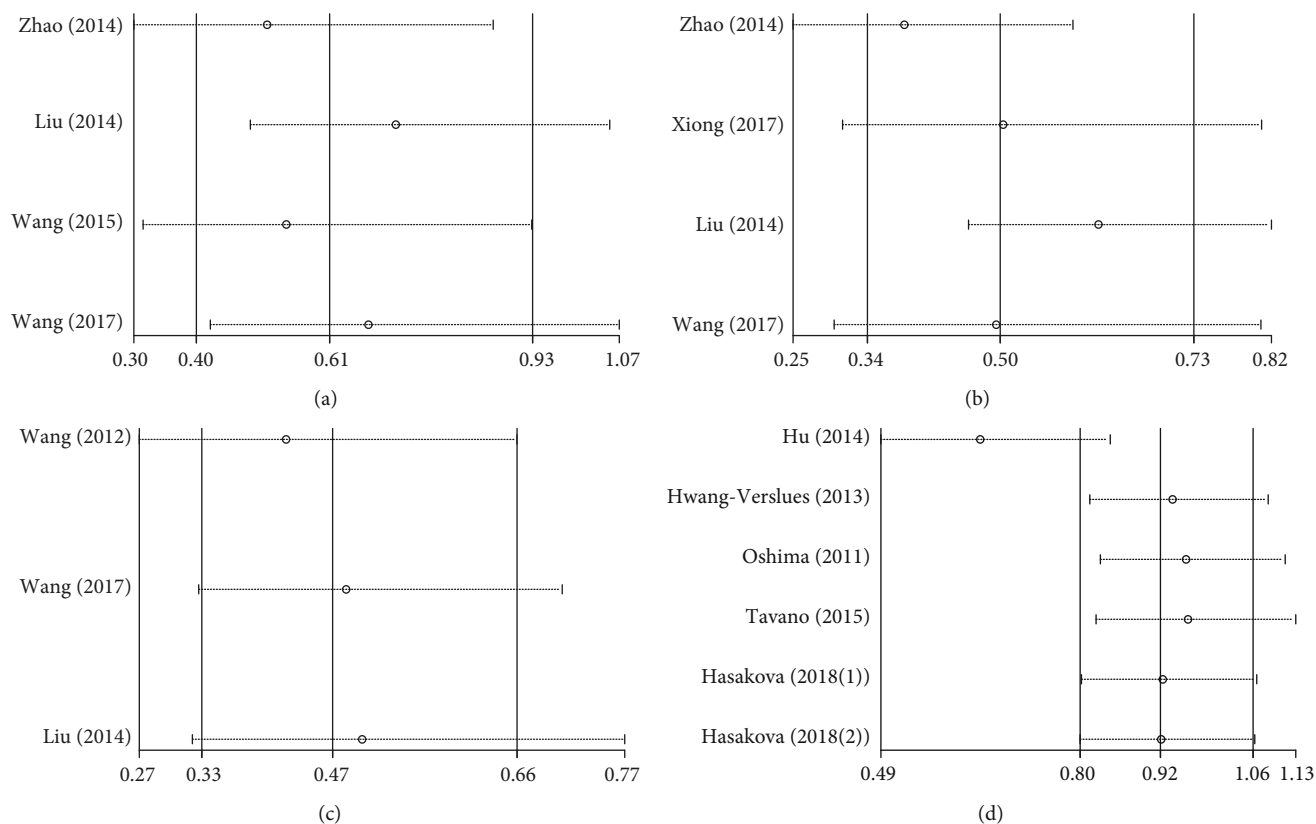 Zhao (2014)
Liu (2014)
Wang (2015)
Wang (2017)
0.30 0.40 0.61 0.93 1.07
(a)
Zhao (2014)
Xiong (2017)
Liu (2014)
Wang (2017)
0.25 0.34 0.50 0.73 0.82
(b)
Wang (2012)
Wang (2017)
Liu (2014)
0.27 0.33 0.47 0.66 0.77
(c)
Hu (2014)
Hwang-Verslues (2013)
Oshima (2011)
Tavano (2015)
Hasakova (2018(1))
Hasakova (2018(2))
0.49 0.80 0.92 1.06 1.13
(d)